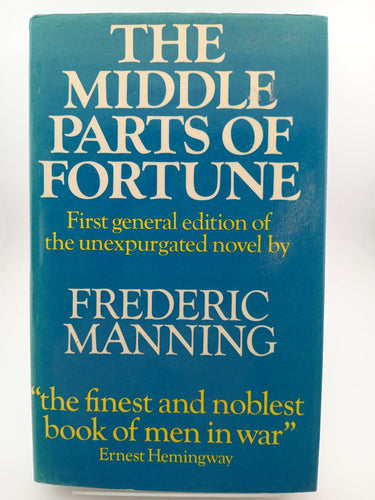 THE
MIDDLE
PARTS OF
FORTUNE
First general edition of
the unexpurgated novel by
FREDERIC
MANNING
"the finest and noblest
book of men in war"
Ernest Hemingway